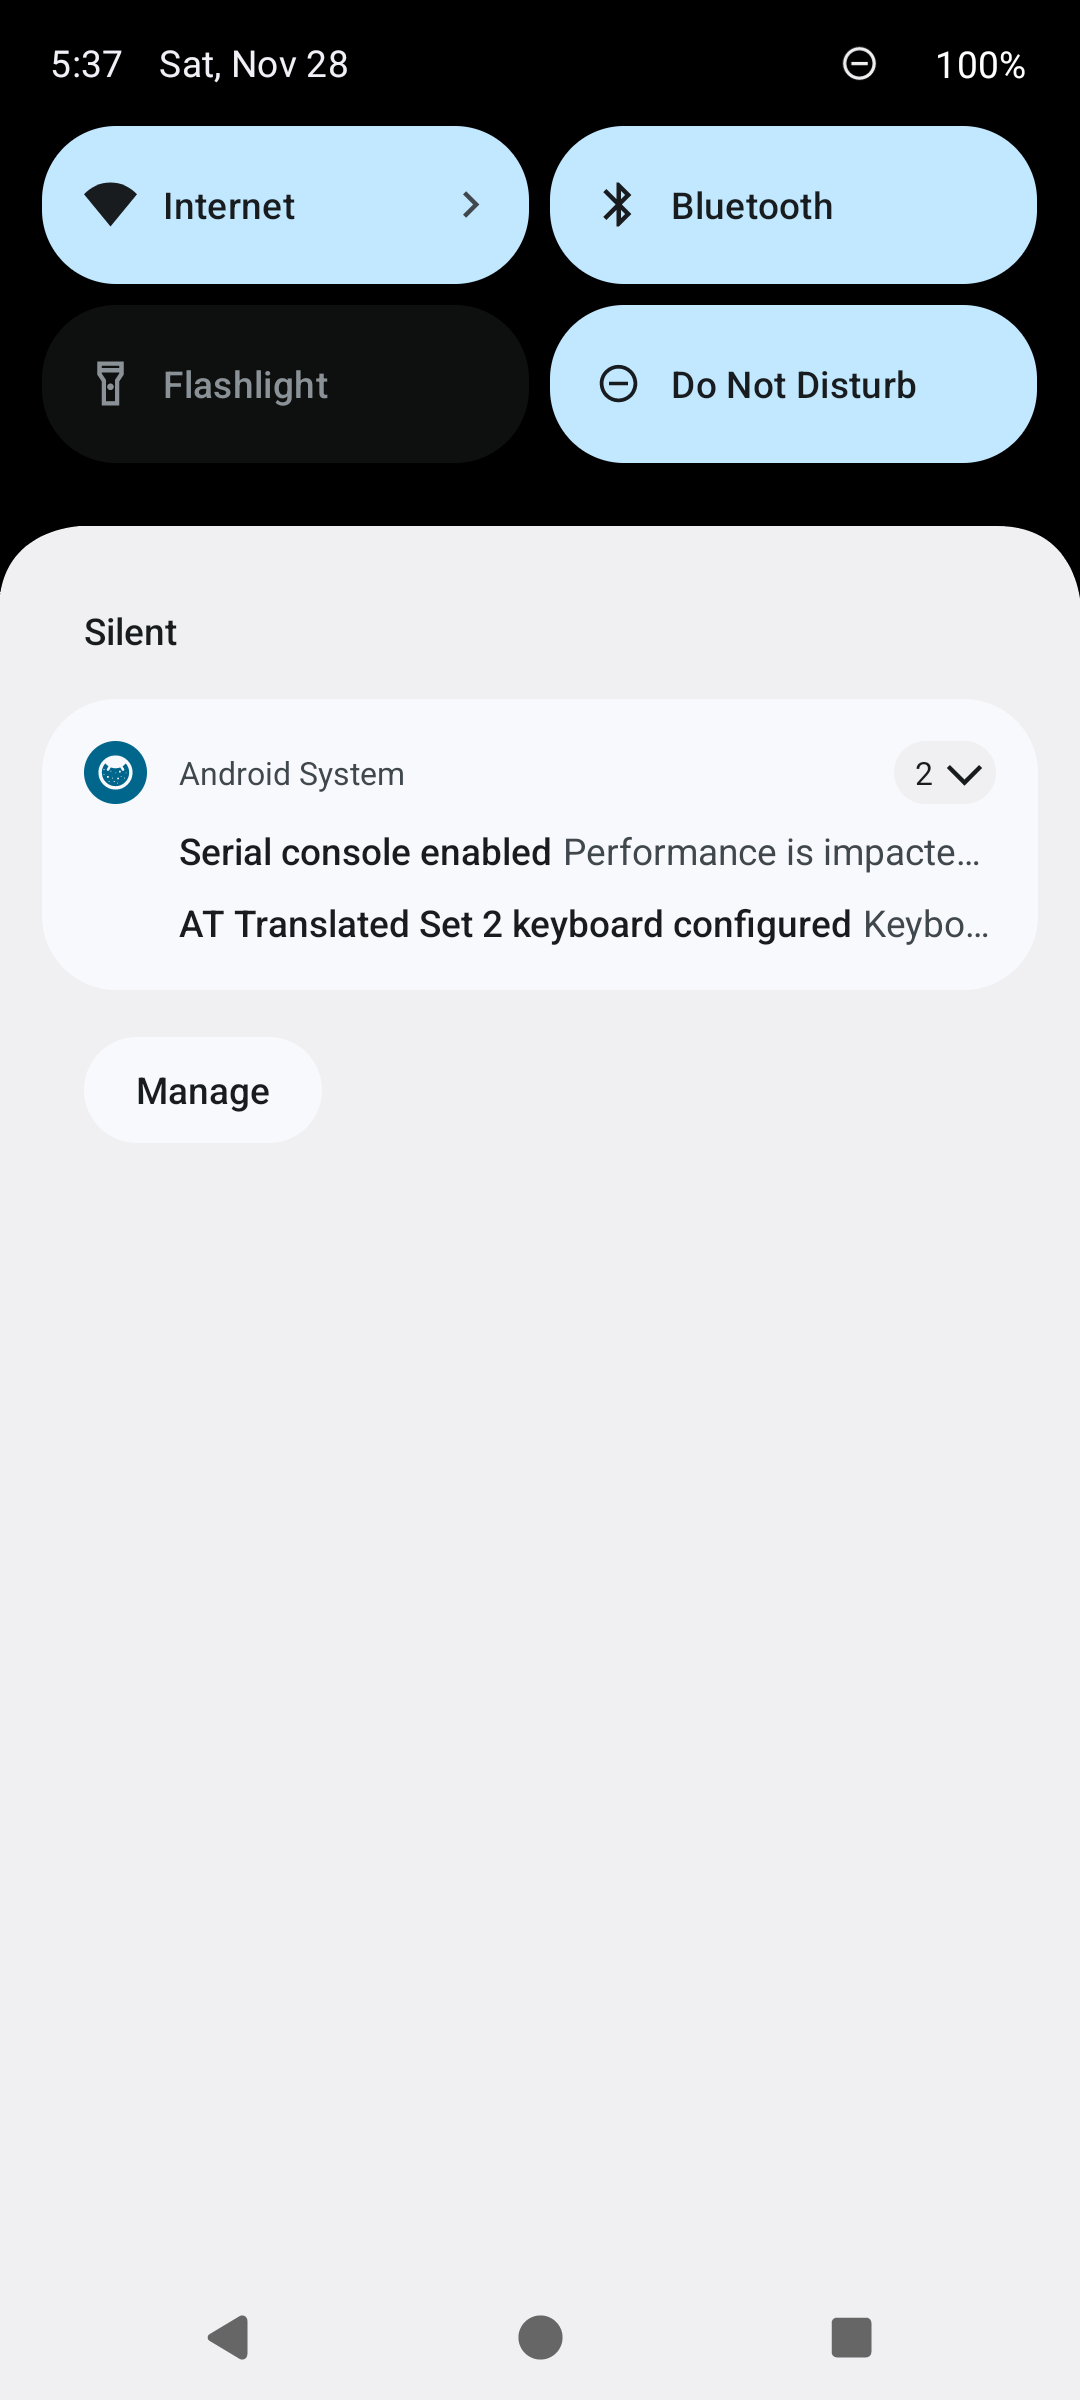 5:37 Sat, Nov 28 100%
Internet Bluetooth
Flashlight Do Not Disturb
Silent
Android System 2
Serial console enabled Performance is impacte…
AT Translated Set 2 keyboard configured Keybo…
Manage